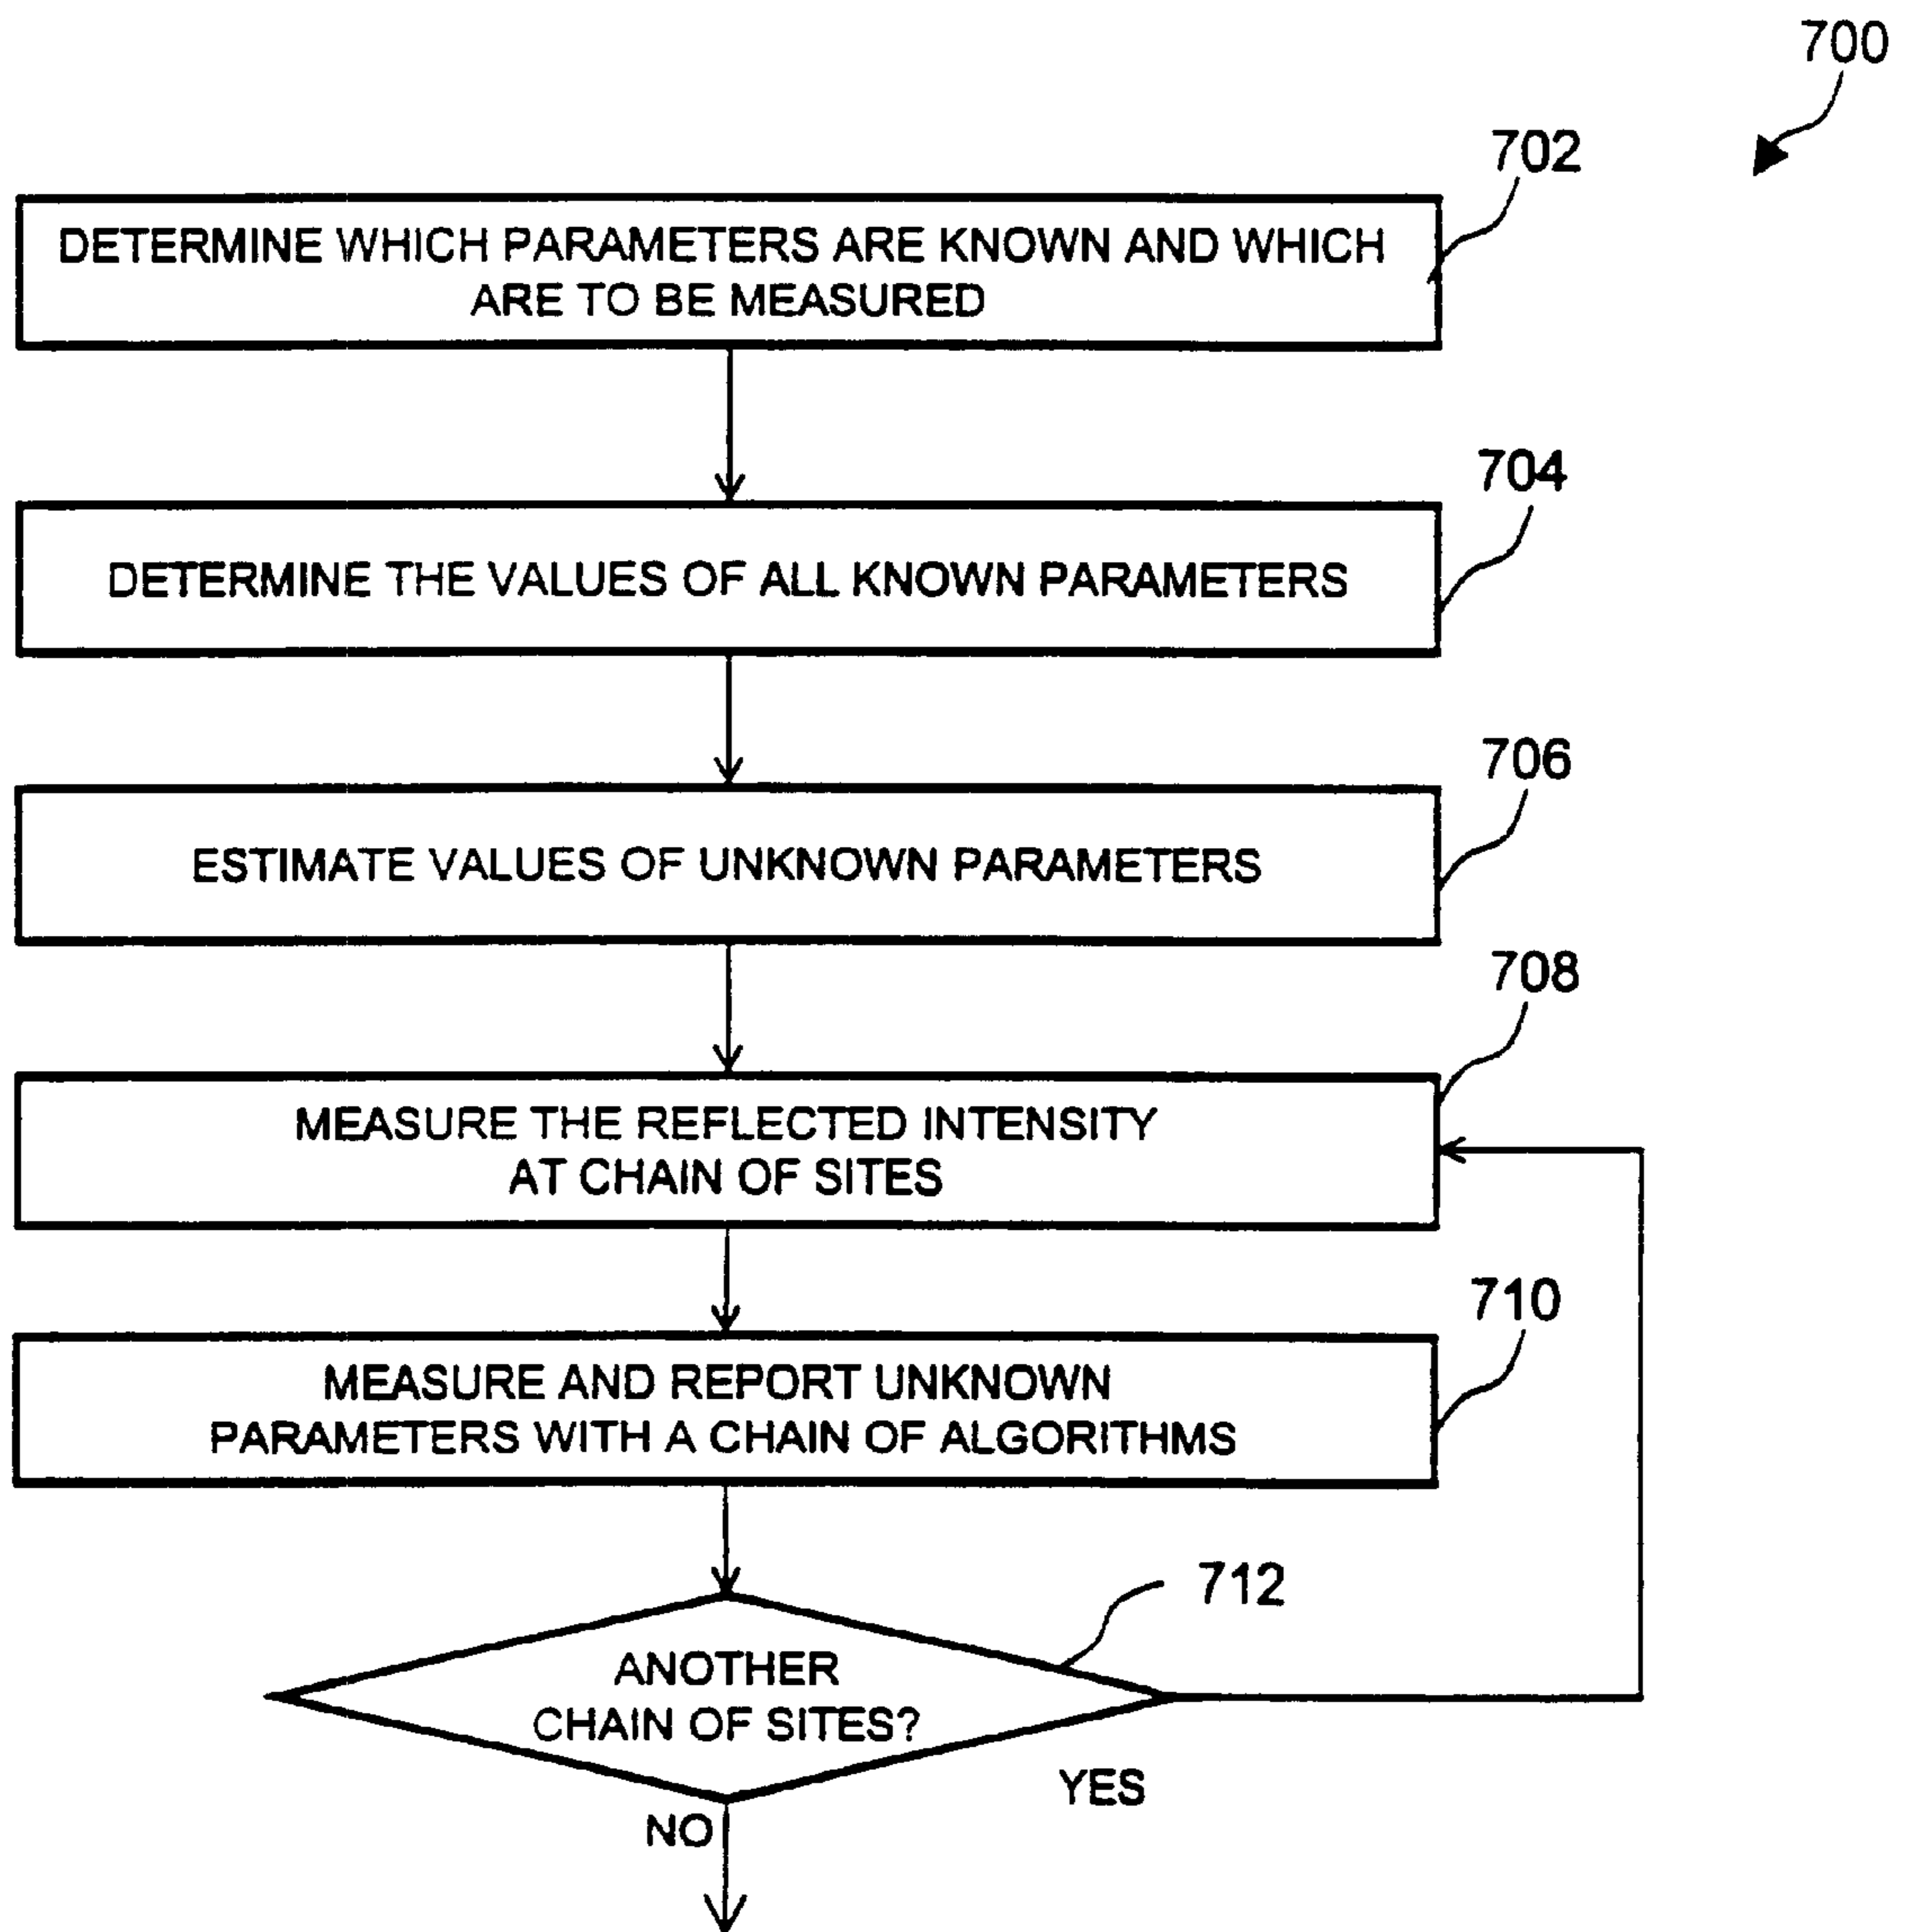 700
702
DETERMINE WHICH PARAMETERS ARE KNOWN AND WHICH
ARE TO BE MEASURED
704
DETERMINE THE VALUES OF ALL KNOWN PARAMETERS
706
ESTIMATE VALUES OF UNKNOWN PARAMETERS
708
MEASURE THE REFLECTED INTENSITY
AT CHAIN OF SITES
710
MEASURE AND REPORT UNKNOWN
PARAMETERS WITH A CHAIN OF ALGORITHMS
712
ANOTHER
CHAIN OF SITES?
YES
NO